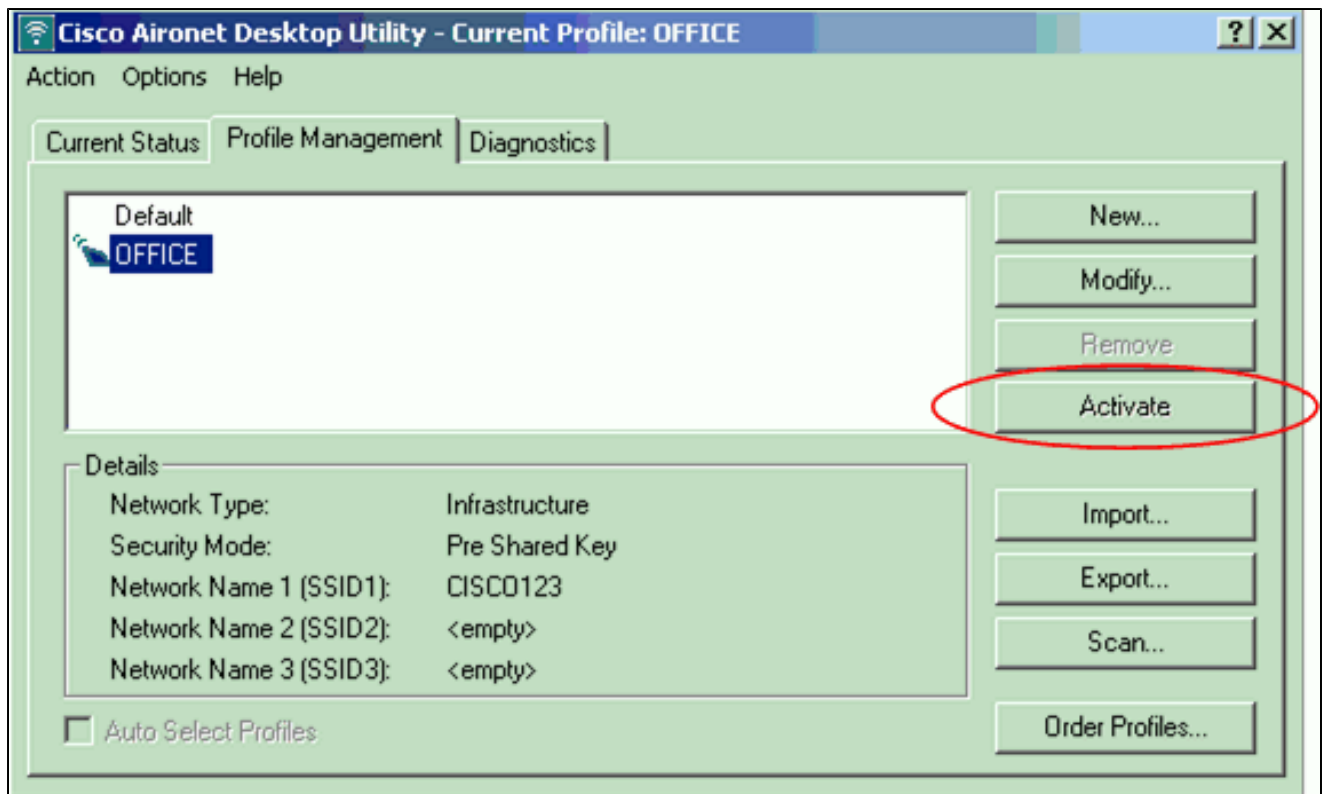 Cisco Aironet Desktop Utility - Current Profile: OFFICE
Action Options Help
Current Status Profile Management Diagnostics
Default
OFFICE
New...
Modify...
Remove
Activate
Details
Network Type: Infrastructure
Security Mode: Pre Shared Key
Network Name 1 (SSID1): CISCO123
Network Name 2 (SSID2): <empty>
Network Name 3 (SSID3): <empty>
Import...
Export...
Scan...
Auto Select Profiles
Order Profiles...